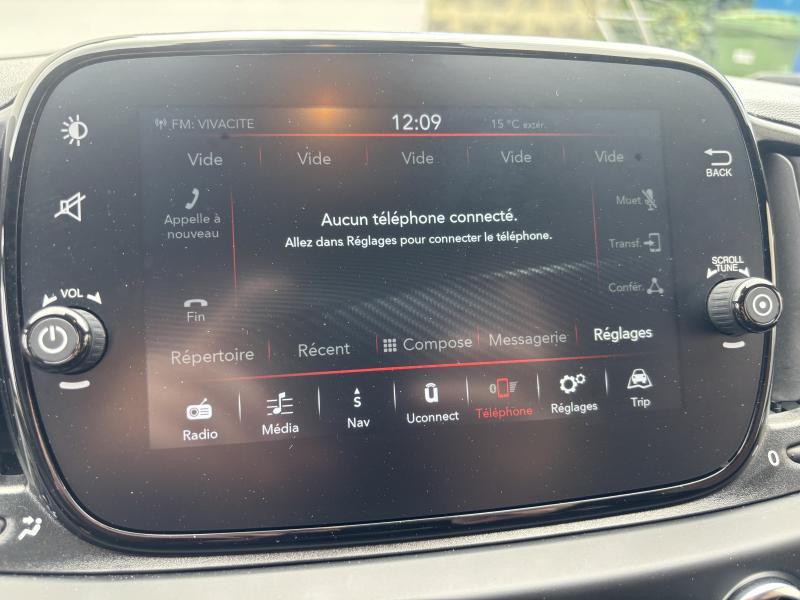 FM: VIVACITE 12:09 15 °C extér.
Vide Vide Vide Vide Vide
BACK
Appelle à
nouveau
Aucun téléphone connecté.
Allez dans Réglages pour connecter le téléphone.
Muet
Transf.
Confér.
VOL
SCROLL
TUNE
Fin
Répertoire Récent Compose Messagerie Réglages
Radio Média Nav Uconnect Téléphone Réglages Trip
S
0